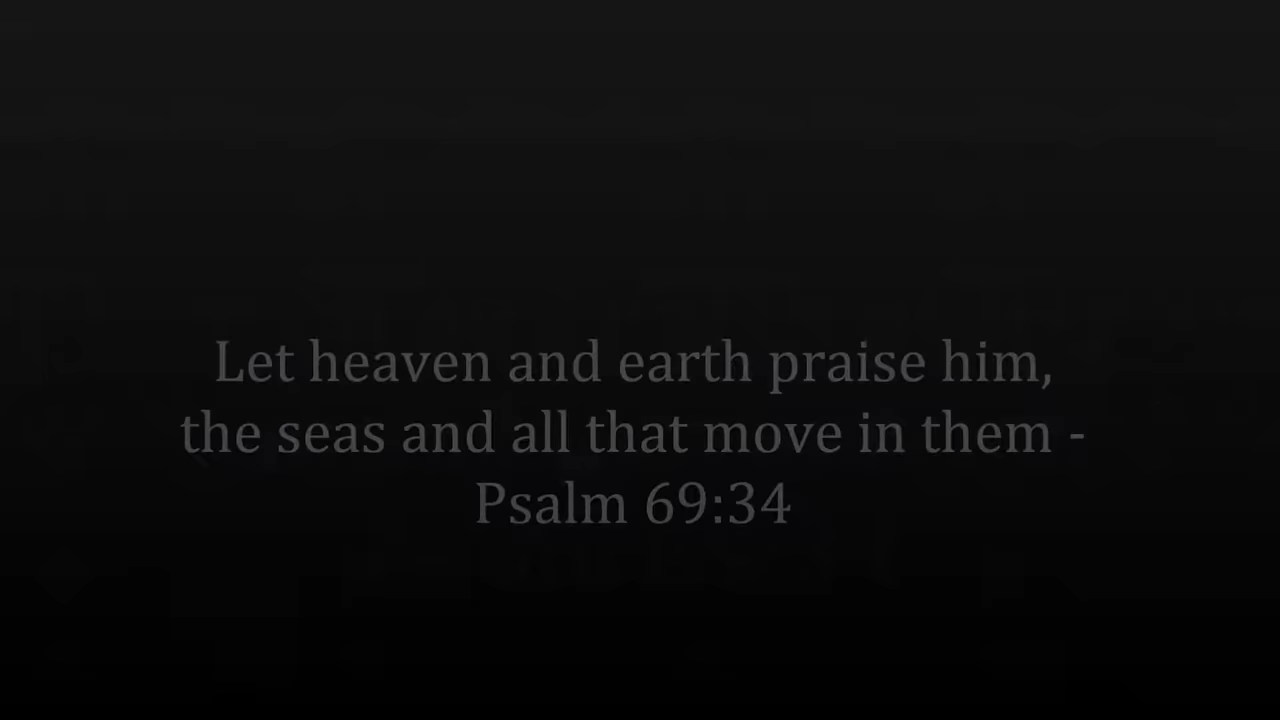 Let heaven and earth praise him,
the seas and all that move in them -
Psalm 69:34